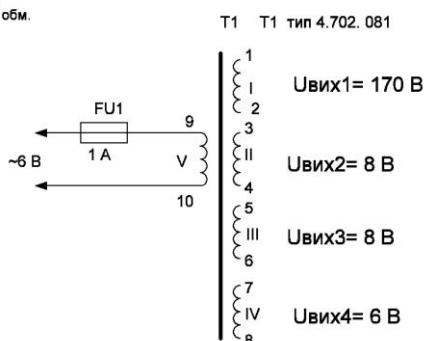 обм.
T1 T1 тип 4.702. 081
1
I
2
Uвих1= 170 В
FU1
1 А
9
~6 В
V
10
3
II
4
Uвих2= 8 В
5
III
6
Uвих3= 8 В
7
IV
8
Uвих4= 6 В